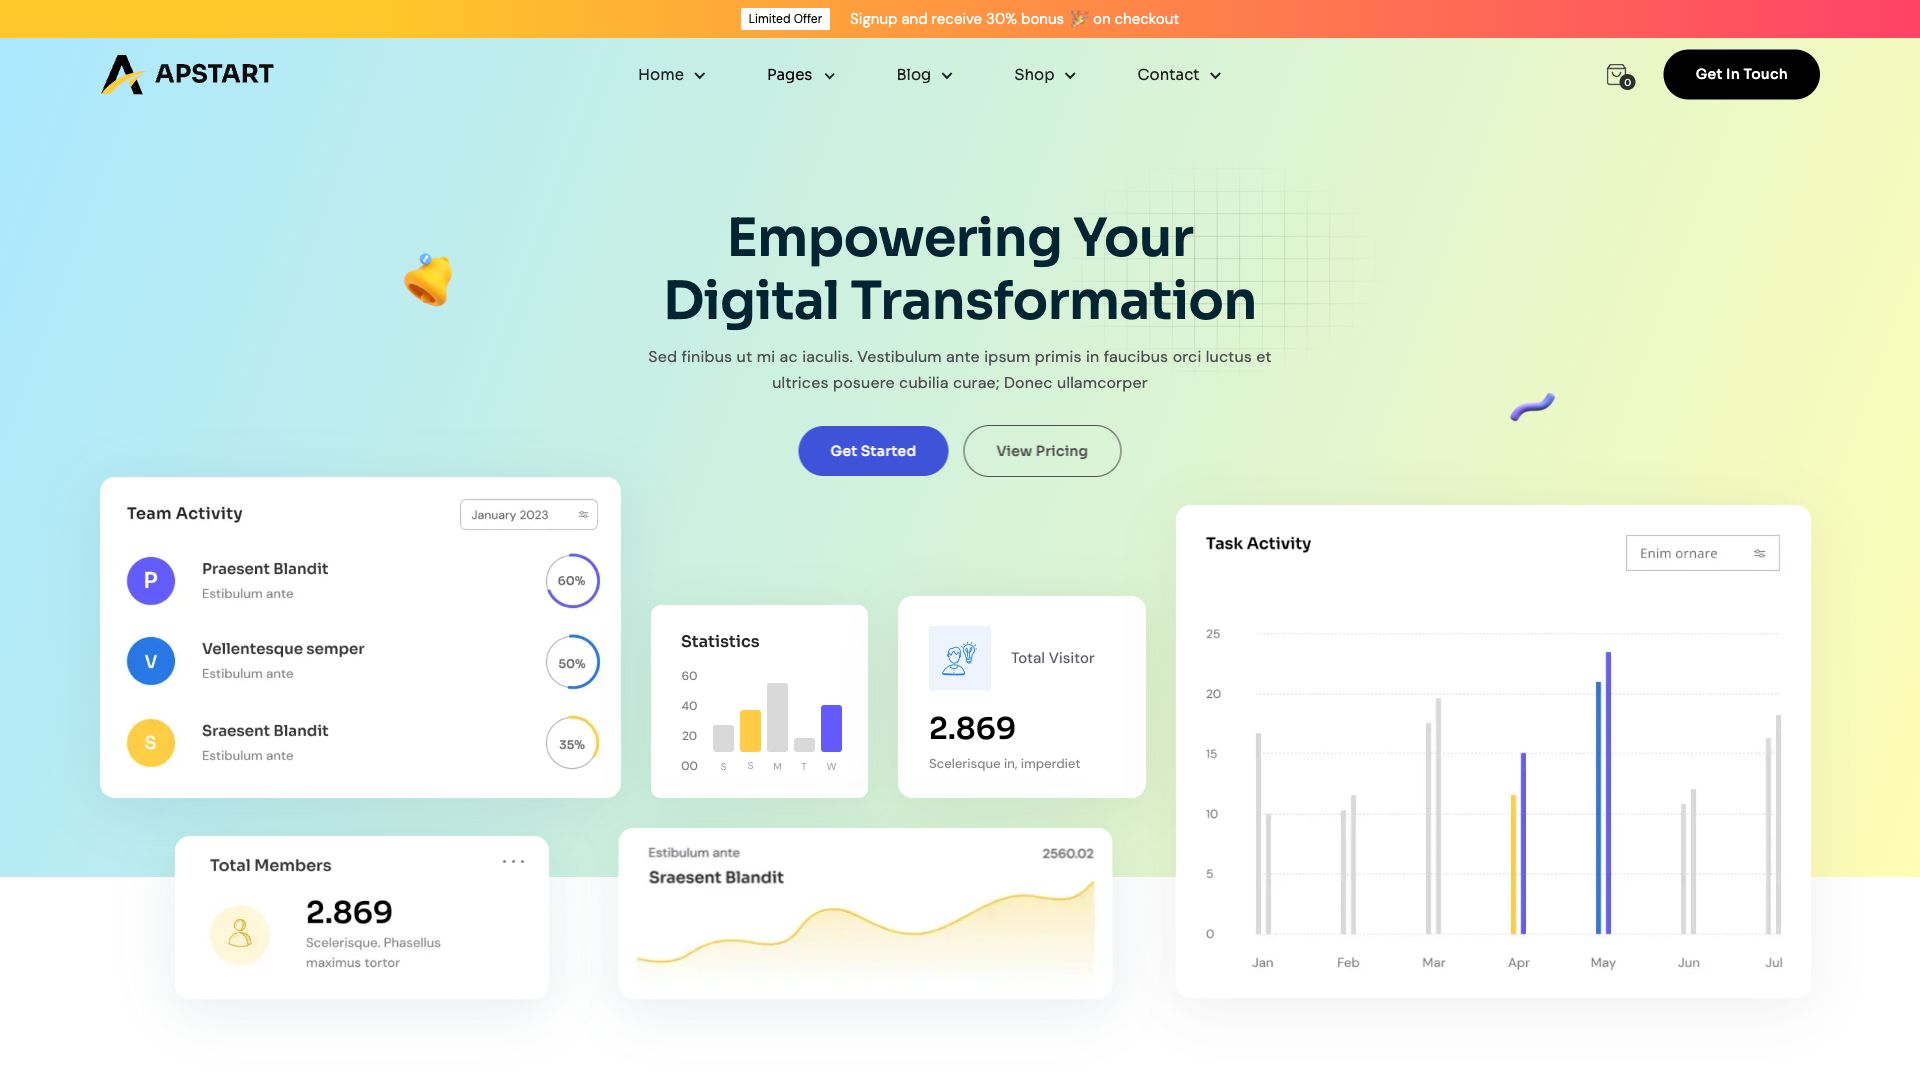 Limited Offer
Signup and receive 30% bonus 🎉 on checkout
APSTART
Home
Pages
Blog
Shop
Contact
0
Get In Touch
Empowering Your
Digital Transformation
Sed finibus ut mi ac iaculis. Vestibulum ante ipsum primis in faucibus orci luctus et
ultrices posuere cubilia curae; Donec ullamcorper
Get Started
View Pricing
Team Activity
January 2023
P
Praesent Blandit
Estibulum ante
60%
V
Vellentesque semper
Estibulum ante
50%
S
Sraesent Blandit
Estibulum ante
35%
Statistics
60
40
20
00
S S M T W
Total Visitor
2.869
Scelerisque in, imperdiet
Task Activity
Enim ornare
25
20
15
10
5
0
Jan Feb Mar Apr May Jun Jul
Total Members
2.869
Scelerisque. Phasellus
maximus tortor
Estibulum ante
2560.02
Sraesent Blandit